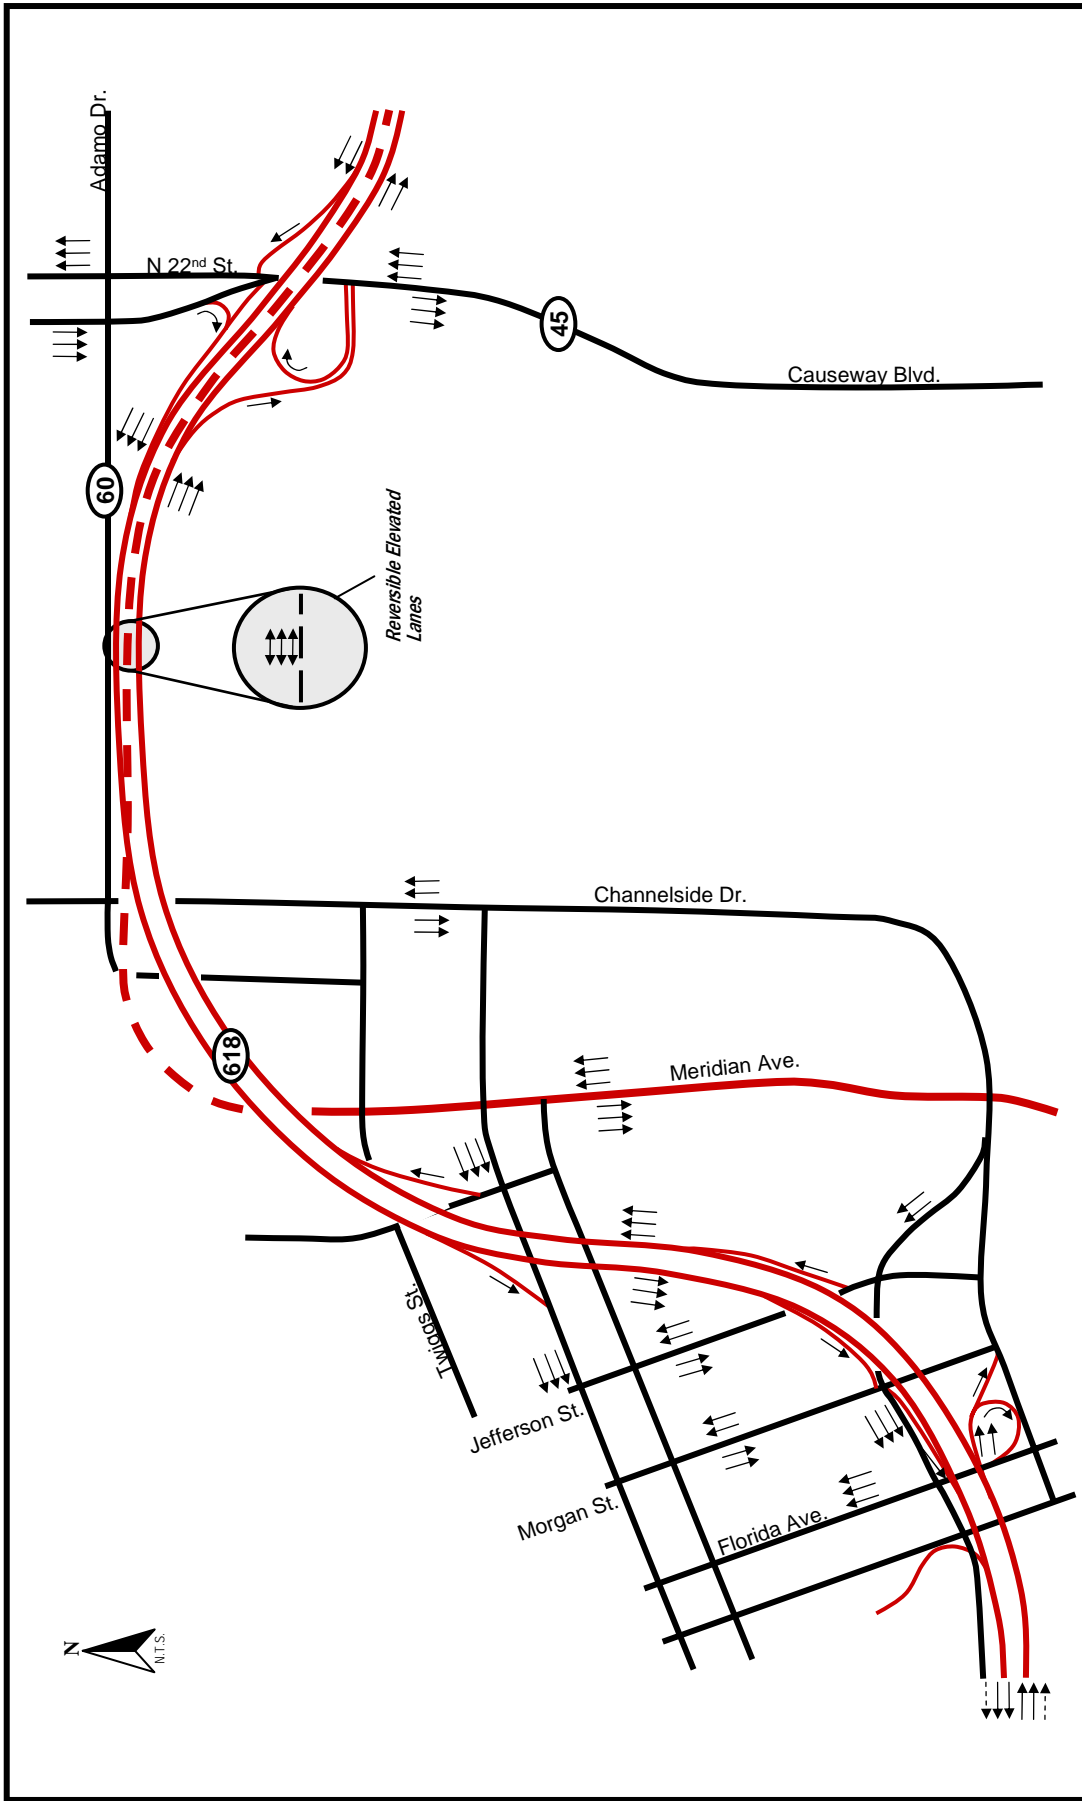 Adamo Dr.
N 22nd St.
45
Causeway Blvd.
60
Reversible Elevated
Lanes
Channelside Dr.
618
Meridian Ave.
Twiggs St.
Jefferson St.
Morgan St.
Florida Ave.
N
N.T.S.